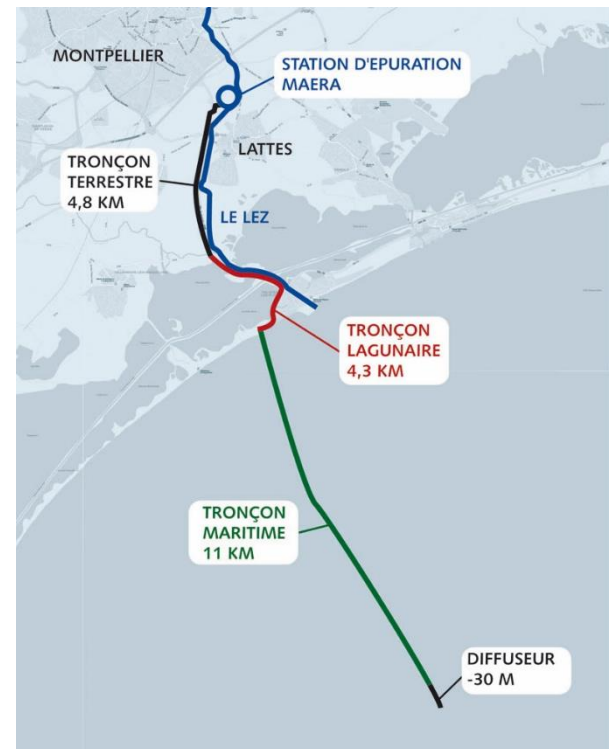 MONTPELLIER
STATION D'EPURATION
MAERA
LATTES
TRONÇON
TERRESTRE
4,8 KM
LE LEZ
TRONÇON
LAGUNAIRE
4,3 KM
TRONÇON
MARITIME
11 KM
DIFFUSEUR
-30 M